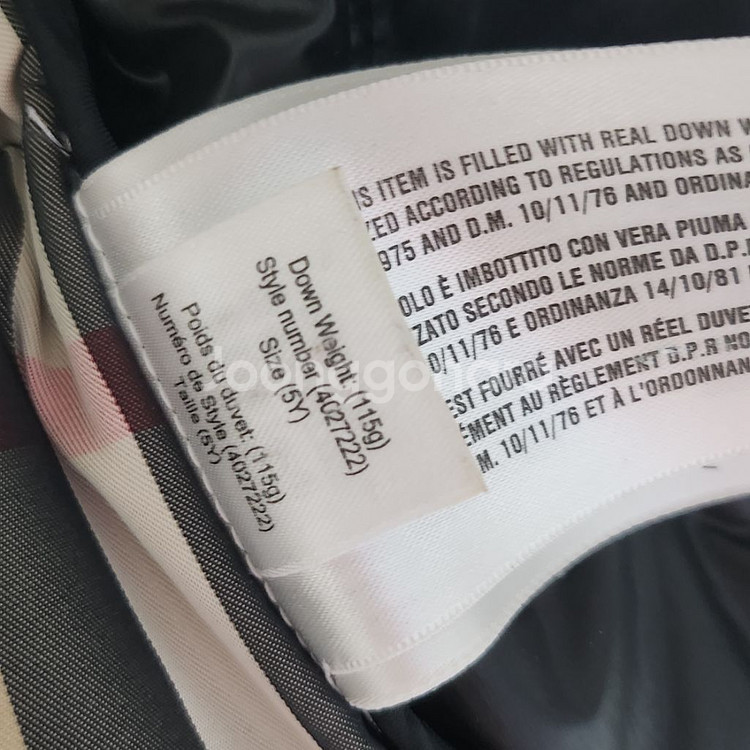 IS ITEM IS FILLED WITH REAL DOWN
ED ACCORDING TO REGULATIONS AS
975 AND D.M. 10/11/76 AND ORDINA
OLO È IMBOTTITO CON VERA PIUMA
ZATO SECONDO LE NORME DA D.P.
0/11/76 E ORDINANZA 14/10/81
EST FOURRÉ AVEC UN RÉEL DUVE
ÉMENT AU RÈGLEMENT D.P.R NO
M. 10/11/76 ET À L'ORDONNAN
Down Weight: (115g)
Style number: (4027222)
Size (5Y)
Poids du duvet: (115g)
Numéro de Style (4027222)
Taille (5Y)